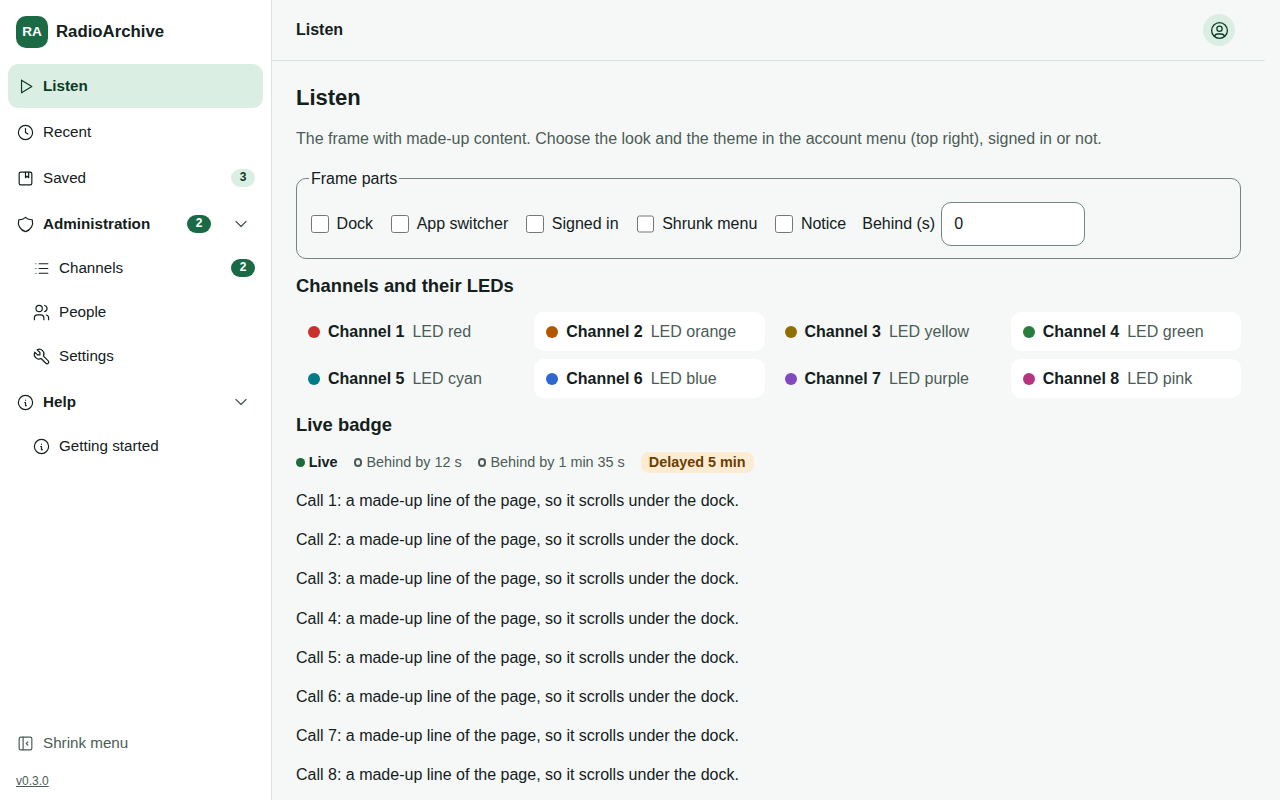 RA RadioArchive
Listen
Recent
Saved 3
Administration 2
Channels 2
People
Settings
Help
Getting started
Shrink menu
v0.3.0
Listen
Listen
The frame with made-up content. Choose the look and the theme in the account menu (top right), signed in or not.
Frame parts
Dock App switcher Signed in Shrunk menu Notice Behind (s) 0
Channels and their LEDs
Channel 1 LED red Channel 2 LED orange Channel 3 LED yellow Channel 4 LED green
Channel 5 LED cyan Channel 6 LED blue Channel 7 LED purple Channel 8 LED pink
Live badge
Live Behind by 12 s Behind by 1 min 35 s Delayed 5 min
Call 1: a made-up line of the page, so it scrolls under the dock.
Call 2: a made-up line of the page, so it scrolls under the dock.
Call 3: a made-up line of the page, so it scrolls under the dock.
Call 4: a made-up line of the page, so it scrolls under the dock.
Call 5: a made-up line of the page, so it scrolls under the dock.
Call 6: a made-up line of the page, so it scrolls under the dock.
Call 7: a made-up line of the page, so it scrolls under the dock.
Call 8: a made-up line of the page, so it scrolls under the dock.